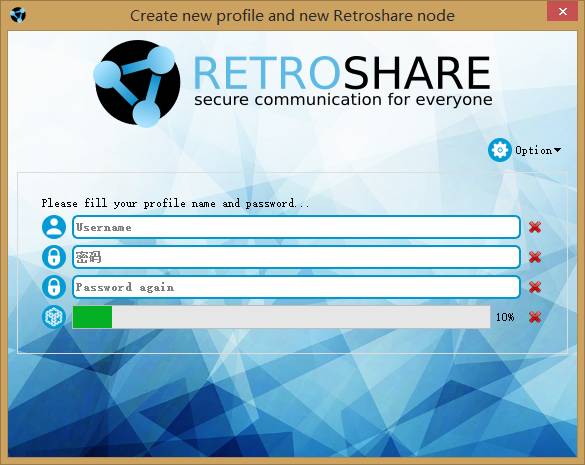 Create new profile and new Retroshare node
RETROSHARE
secure communication for everyone
Option
Please fill your profile name and password...
Username
密码
Password again
10%